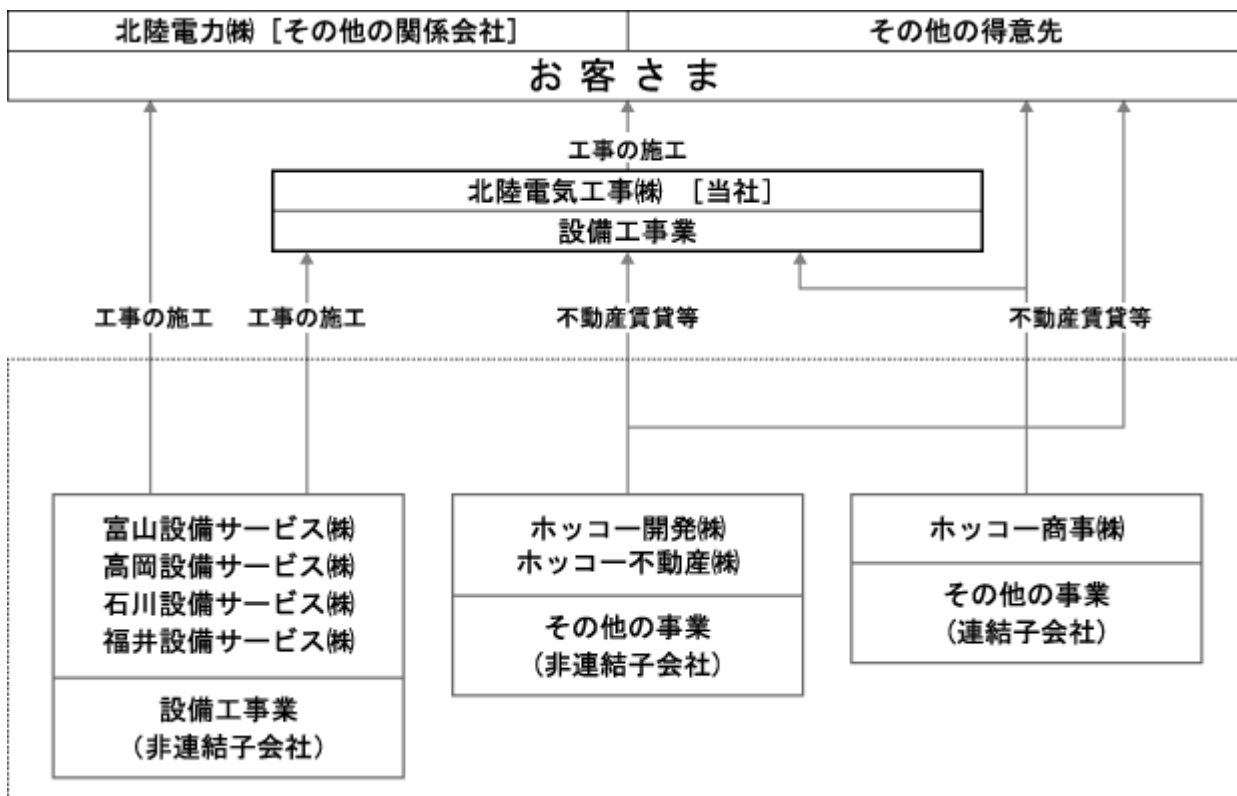 北陸電力㈱［その他の関係会社］
その他の得意先
お客さま
工事の施工
北陸電気工事㈱ ［当社］
設備工事業
工事の施工
工事の施工
不動産賃貸等
不動産賃貸等
富山設備サービス㈱
高岡設備サービス㈱
石川設備サービス㈱
福井設備サービス㈱
設備工事業
（非連結子会社）
ホッコー開発㈱
ホッコー不動産㈱
その他の事業
（非連結子会社）
ホッコー商事㈱
その他の事業
（連結子会社）